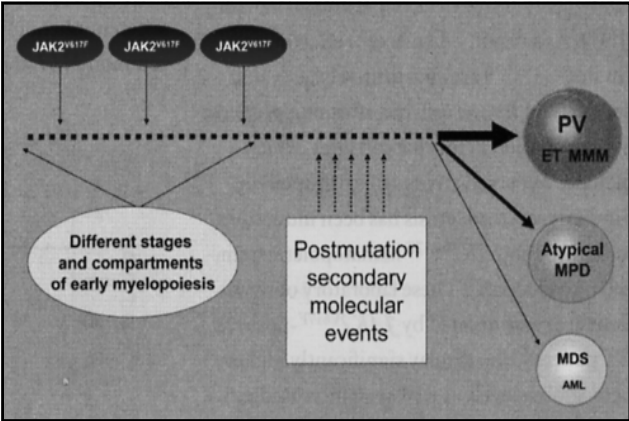 JAK2V617F
JAK2V617F
JAK2V617F
PV
ET MMM
Different stages
and compartments
of early myelopoiesis
Postmutation
secondary
molecular
events
Atypical
MPD
MDS
AML